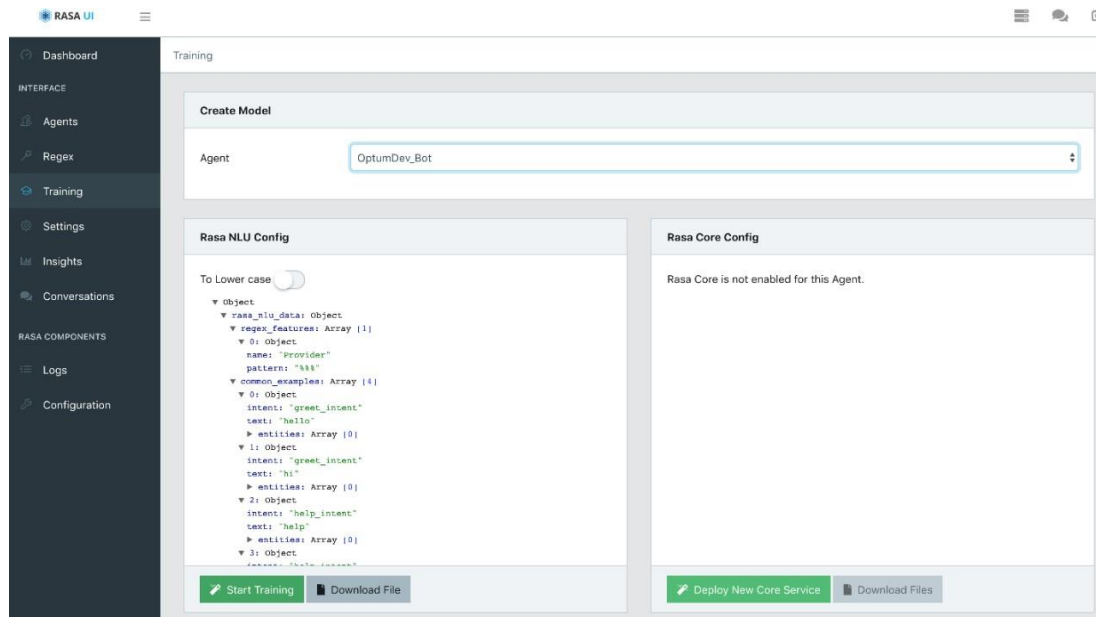 RASA UI
Dashboard
INTERFACE
Agents
Regex
Training
Settings
Insights
Conversations
RASA COMPONENTS
Logs
Configuration
Training
Create Model
Agent
OptumDev_Bot
Rasa NLU Config
To Lower case
▼ Object
▼ rasa_nlu_data: Object
▼ regex_features: Array [1]
▼ 0: Object
name: "Provider"
pattern: "%%%"
▼ common_examples: Array [4]
▼ 0: Object
intent: "greet_intent"
text: "hello"
▶ entities: Array [0]
▼ 1: Object
intent: "greet_intent"
text: "hi"
▶ entities: Array [0]
▼ 2: Object
intent: "help_intent"
text: "help"
▶ entities: Array [0]
▼ 3: Object
Start Training
Download File
Rasa Core Config
Rasa Core is not enabled for this Agent.
Deploy New Core Service
Download Files